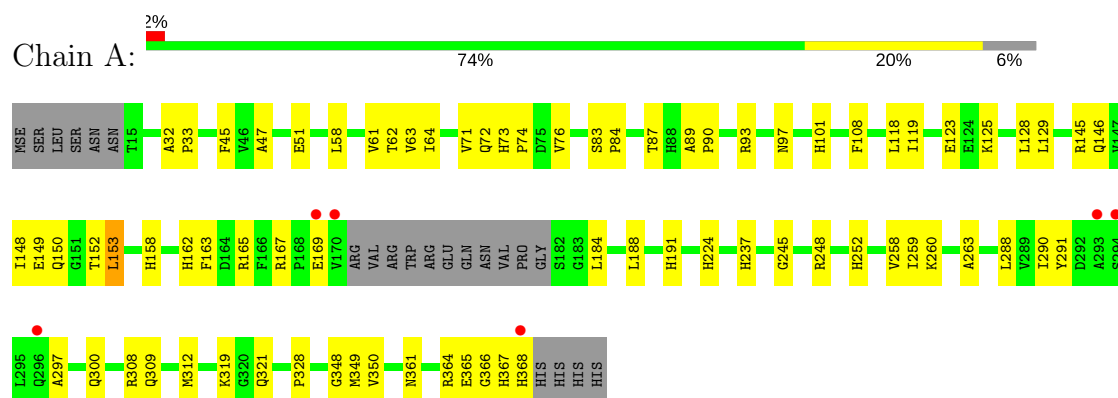 2%
Chain A:
74% 20% 6%
MSE SER LEU SER ASN ASN T15 A32 P33 F45 V46 A47 E51 L58 V61 T62 V63 I64 V71 Q72 H73 P74 D75 V76 S83 P84 T87 H88 A89 P90 R93 N97 H101 F108 L118 I119 E123 E124 K125 L128 L129 R145 Q146 V147
I148 E149 Q150 G151 T152 L153 H158 H162 F163 D164 R165 F166 R167 P168 E169 V170 ARG VAL ARG TRP ARG GLU GLN ASN VAL PRO GLY S182 G183 L184 L188 H191 H224 H237 G245 R248 H252 V258 I259 K260 A263 L288 V289 I290 Y291 D292 A293 S294
L295 Q296 A297 Q300 R308 Q309 M312 K319 G320 Q321 P328 G348 M349 V350 N361 R364 E365 G366 H367 H368 HIS HIS HIS HIS